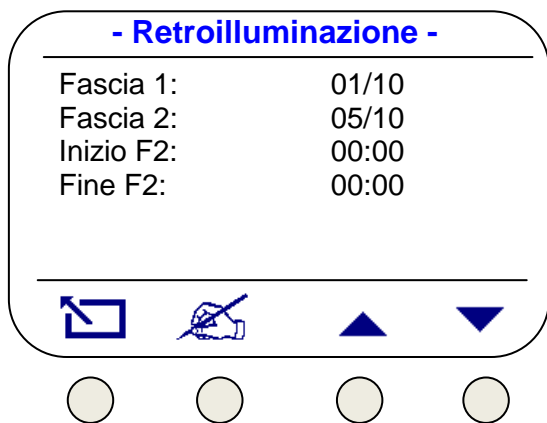 - Retroilluminazione -
Fascia 1: 01/10
Fascia 2: 05/10
Inizio F2: 00:00
Fine F2: 00:00